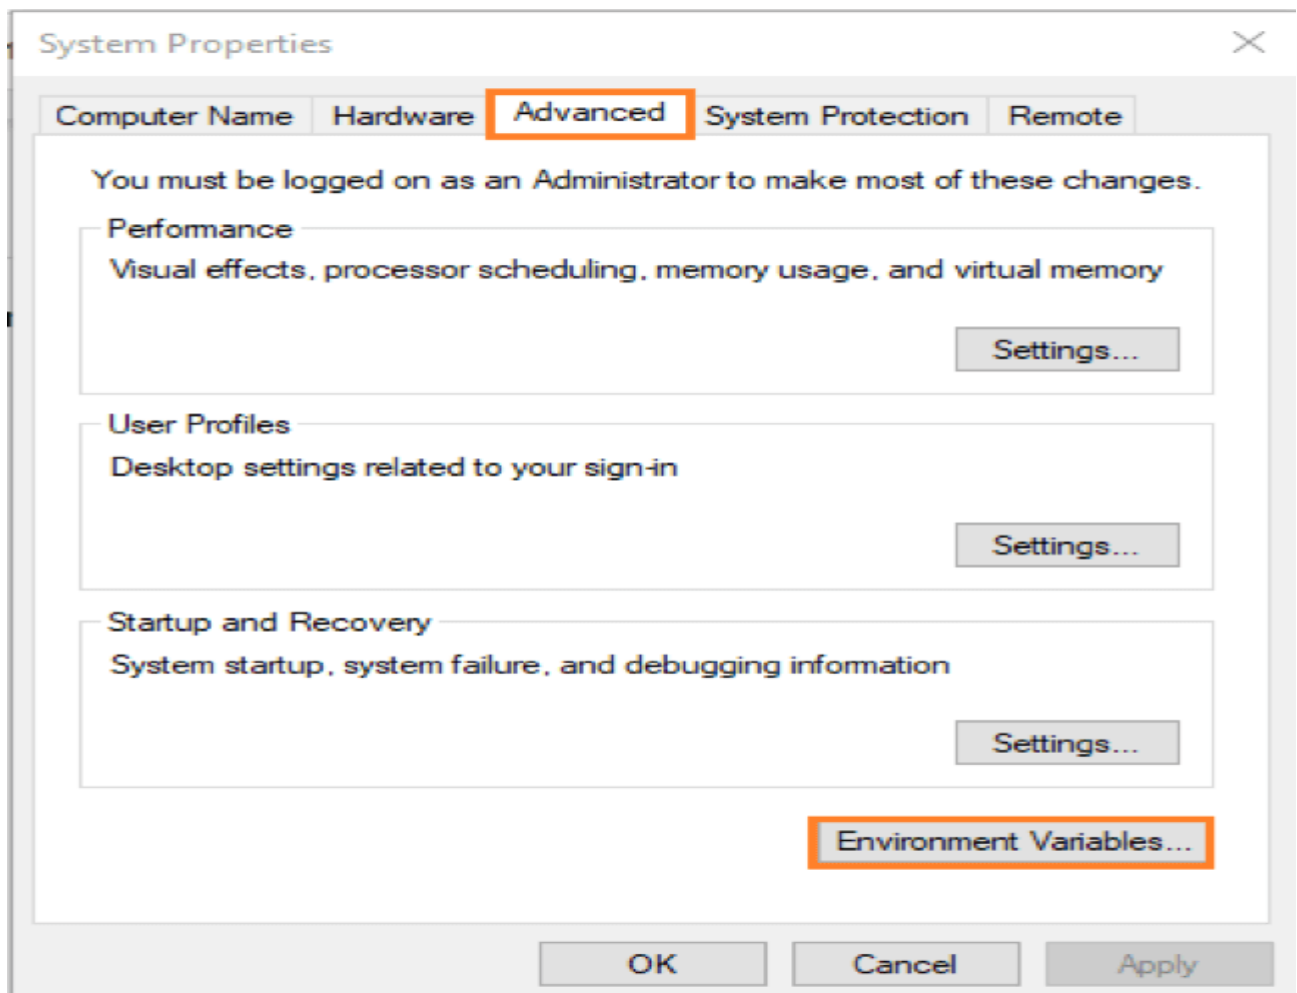 System Properties
Computer Name Hardware Advanced System Protection Remote
You must be logged on as an Administrator to make most of these changes.
Performance
Visual effects, processor scheduling, memory usage, and virtual memory
Settings...
User Profiles
Desktop settings related to your sign-in
Settings...
Startup and Recovery
System startup, system failure, and debugging information
Settings...
Environment Variables...
OK Cancel Apply